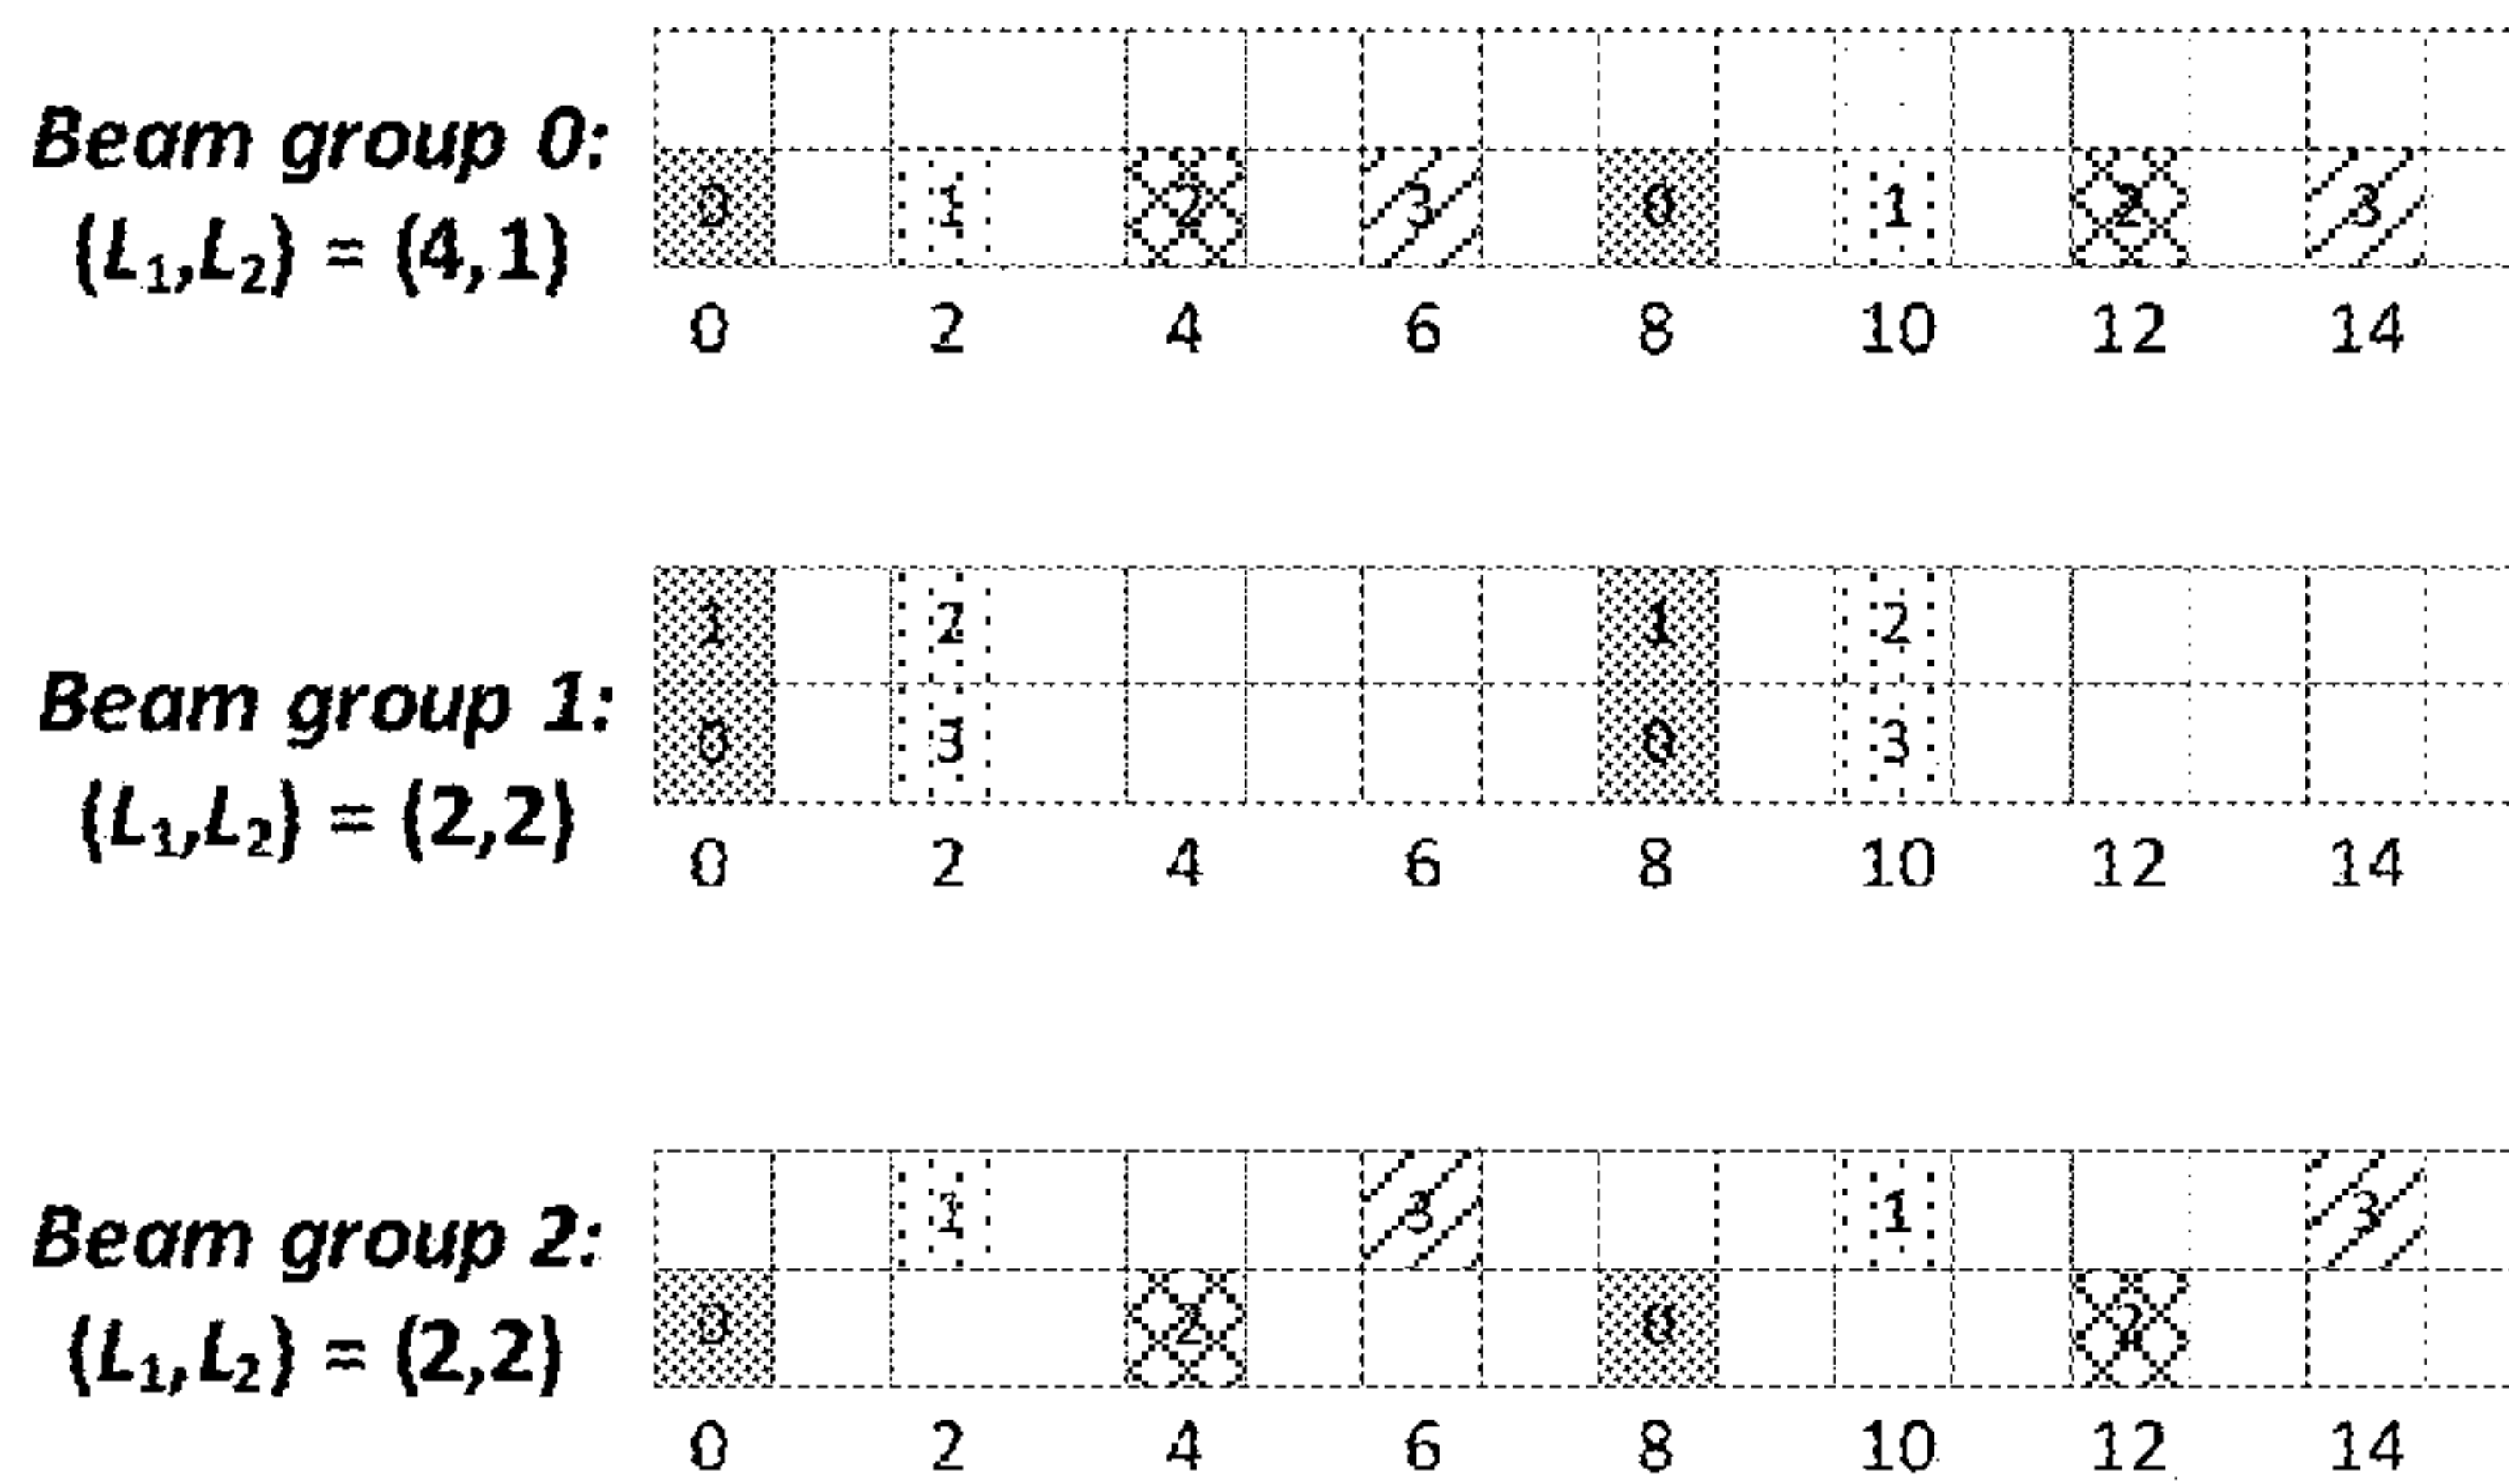 Beam group 0:
(L₁,L₂) = (4,1)
0 1 2 3 0 1 2 3
0 2 4 6 8 10 12 14
Beam group 1:
(L₁,L₂) = (2,2)
1 2 1 2
0 3 0 3
0 2 4 6 8 10 12 14
Beam group 2:
(L₁,L₂) = (2,2)
1 3 1 3
0 2 0 2
0 2 4 6 8 10 12 14